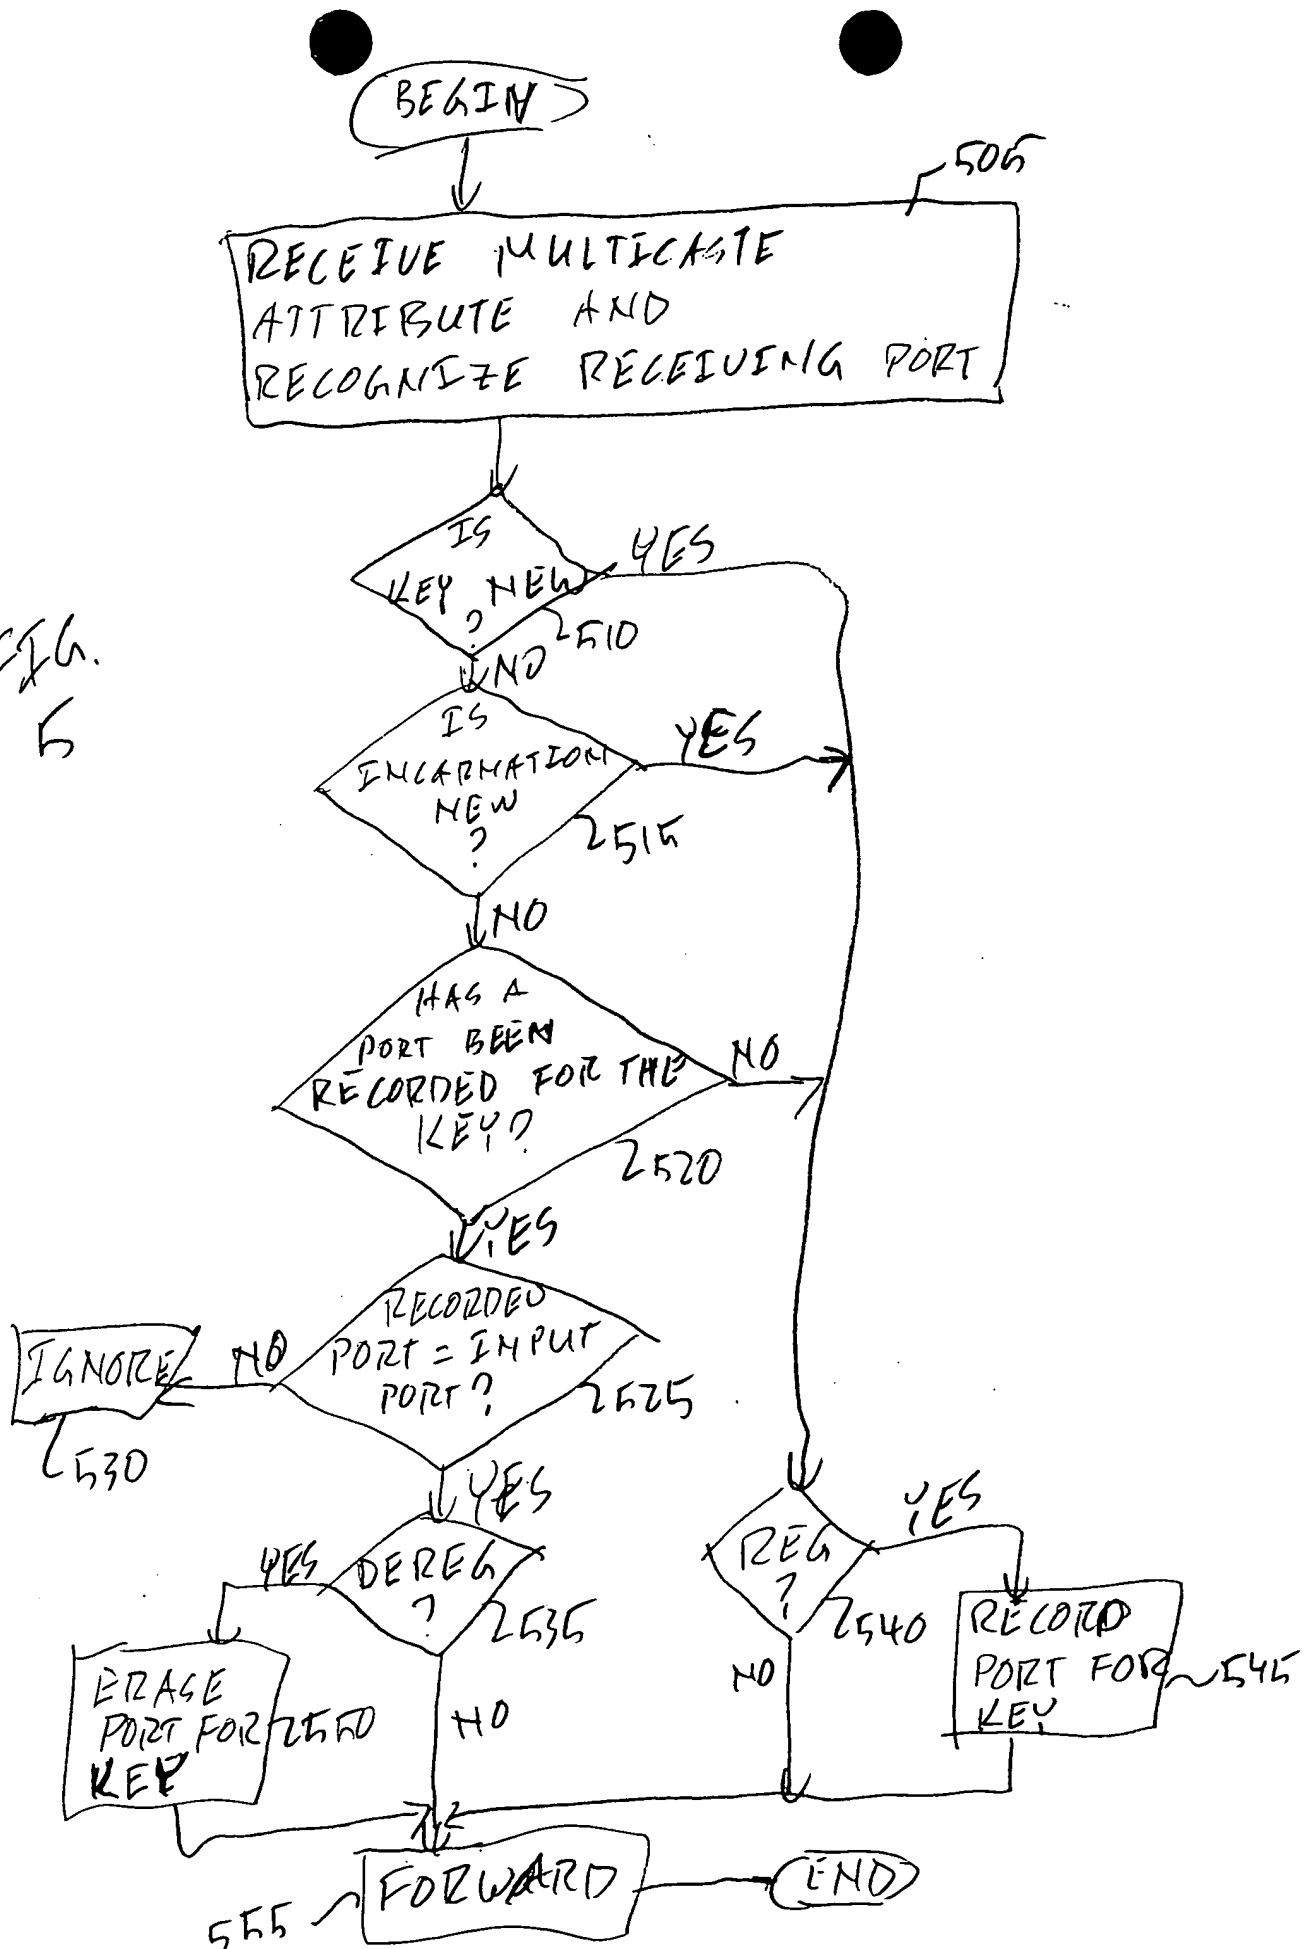 BEGIN
505
RECEIVE MULTICASTE
ATTRIBUTE AND
RECOGNIZE RECEIVING PORT
IS
KEY NEW
?
YES
510
NO
FIG.
5
IS
INCARNATION
NEW
?
YES
515
NO
HAS A
PORT BEEN
RECORDED FOR THE
KEY?
NO
520
YES
RECORDED
PORT = INPUT
PORT?
525
NO
IGNORE
530
YES
DEREG
?
535
YES
NO
REG
?
540
YES
NO
RECORD
PORT FOR
KEY
545
ERASE
PORT FOR
KEY
550
FORWARD
555
END